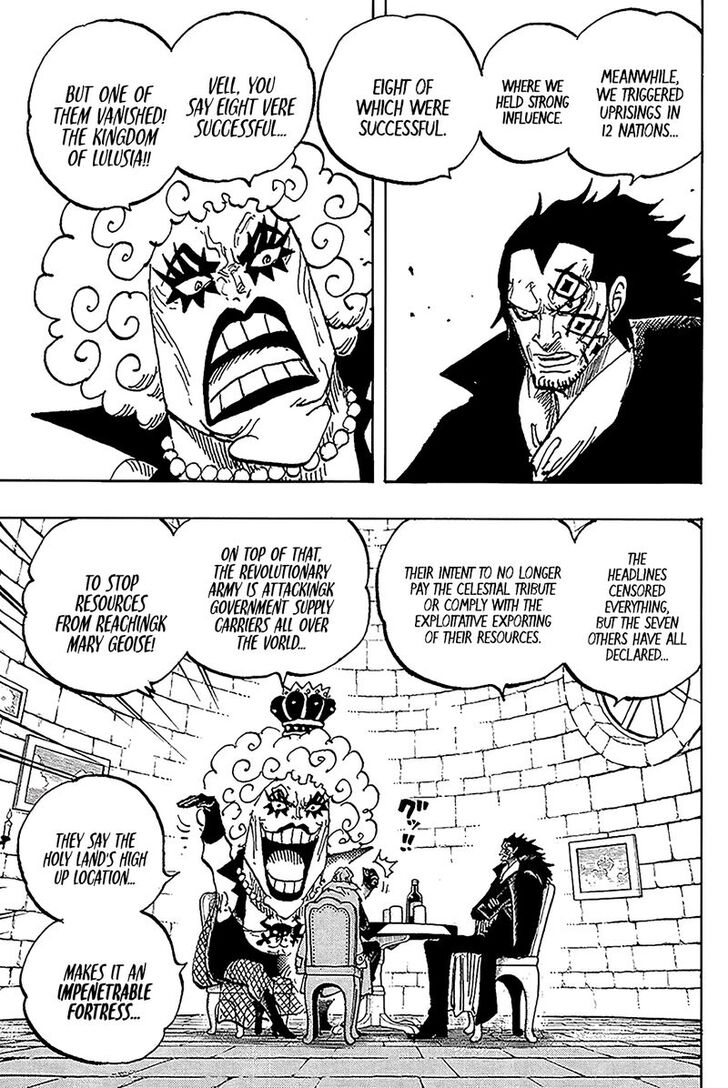 MEANWHILE,
WE TRIGGERED
UPRISINGS IN
12 NATIONS...
WHERE WE
HELD STRONG
INFLUENCE.
EIGHT OF
WHICH WERE
SUCCESSFUL.
VELL, YOU
SAY EIGHT VERE
SUCCESSFUL...
BUT ONE OF
THEM VANISHED!
THE KINGDOM
OF LULUSIA!!
THE
HEADLINES
CENSORED
EVERYTHING,
BUT THE SEVEN
OTHERS HAVE ALL
DECLARED...
THEIR INTENT TO NO LONGER
PAY THE CELESTIAL TRIBUTE
OR COMPLY WITH THE
EXPLOITATIVE EXPORTING
OF THEIR RESOURCES.
ON TOP OF THAT,
THE REVOLUTIONARY
ARMY IS ATTACKINGK
GOVERNMENT SUPPLY
CARRIERS ALL OVER
THE VORLD...
TO STOP
RESOURCES
FROM REACHINGK
MARY GEOISE!
グッ!!
THEY SAY THE
HOLY LAND'S HIGH
UP LOCATION...
MAKES IT AN
IMPENETRABLE
FORTRESS...